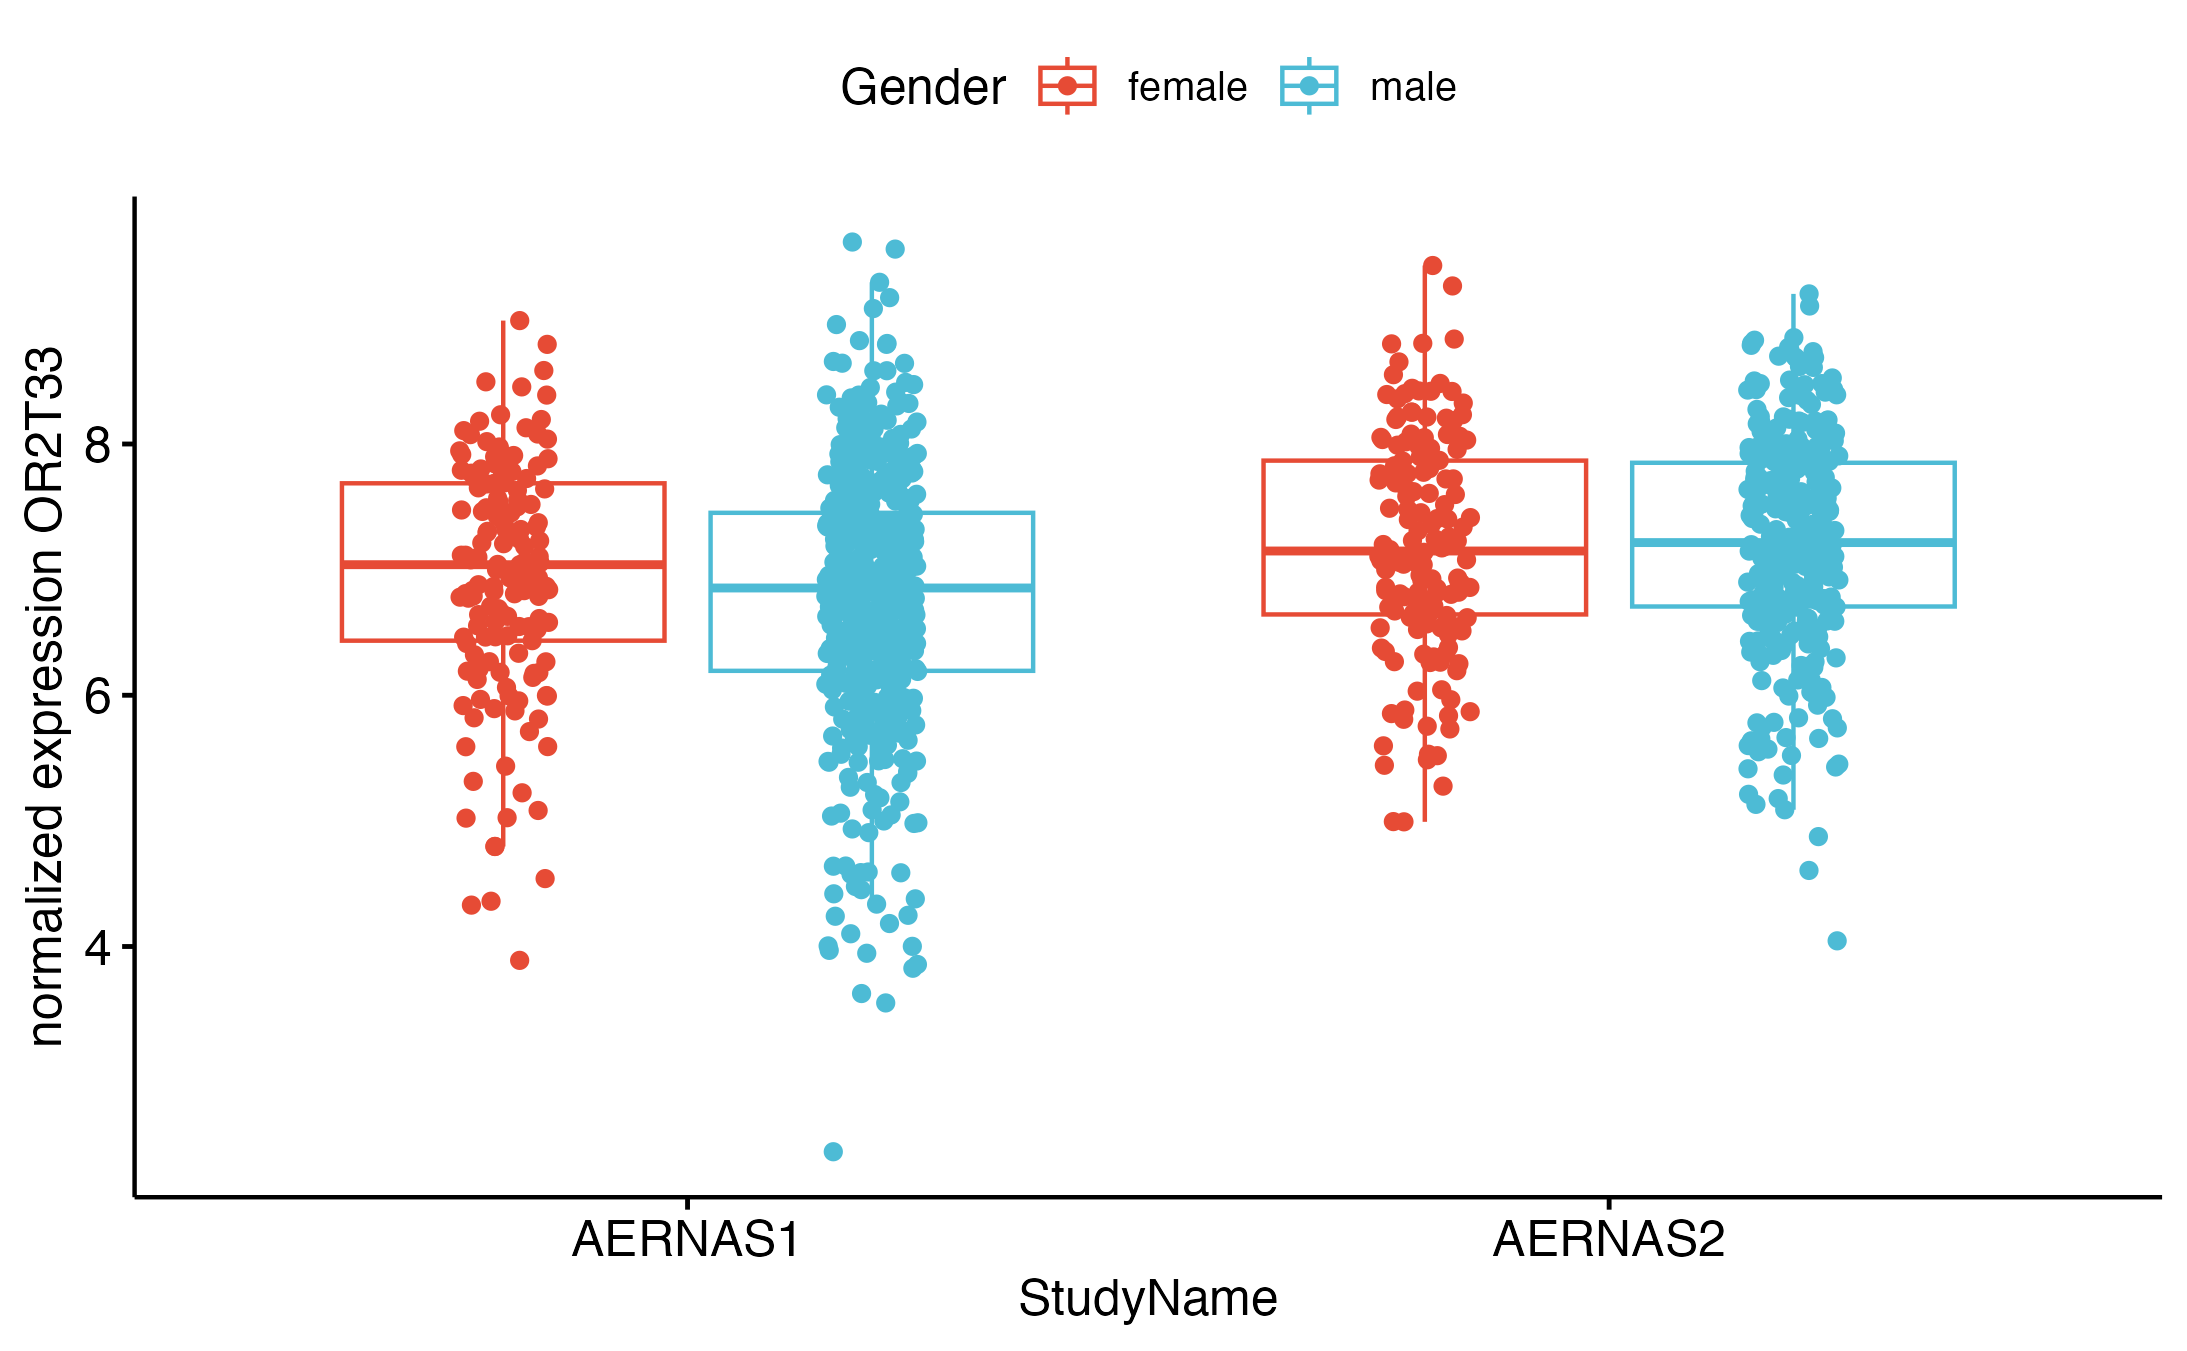 Gender female male
normalized expression OR2T33
8
6
4
AERNAS1 AERNAS2
StudyName